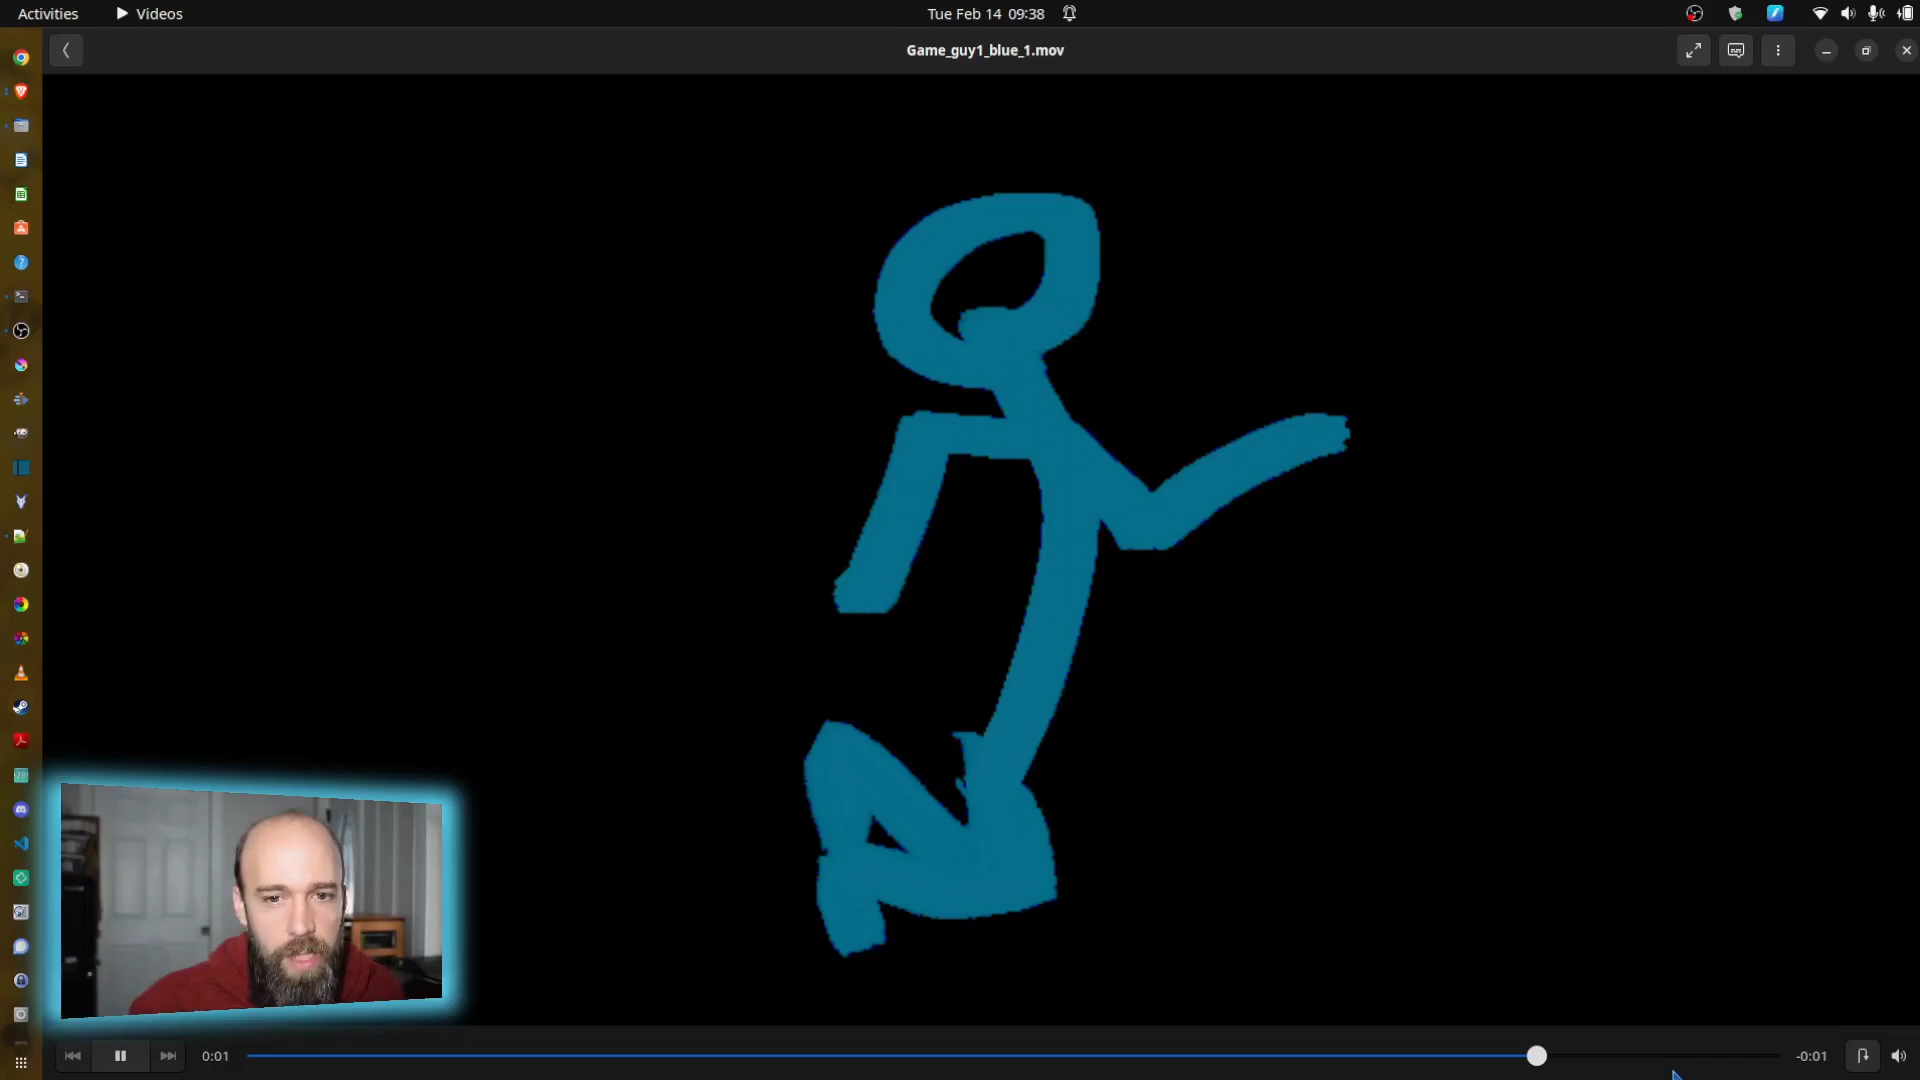 Activities
Videos
Tue Feb 14 09:38
Game_guy1_blue_1.mov
0:01
-0:01